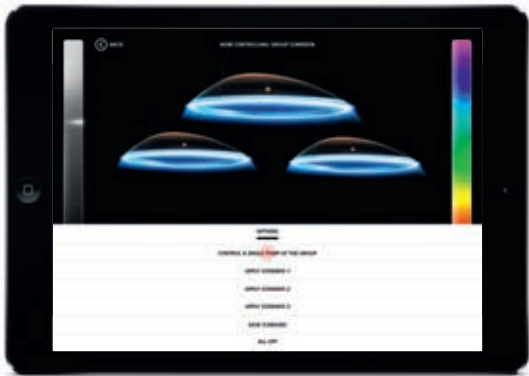 BACK
NOW CONTROLLING: GROUP
OPTIONS
CONTROL A SINGLE LAMP OF THE GROUP
APPLY SCENARIO 1
APPLY SCENARIO 2
APPLY SCENARIO 3
SAVE SCENARIO
ALL OFF